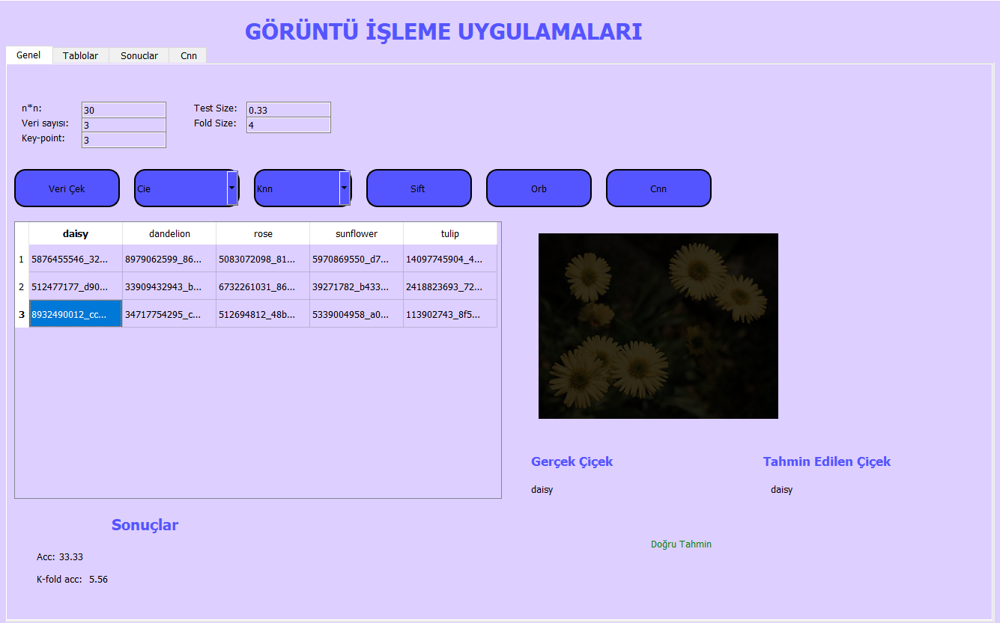 GÖRÜNTÜ İŞLEME UYGULAMALARI
Genel Tablolar Sonuclar Cnn
n*n: 30 Test Size: 0.33
Veri sayısı: 3 Fold Size: 4
Key-point: 3
Veri Çek Cie Knn Sift Orb Cnn
daisy dandelion rose sunflower tulip
1 5876455546_32... 8979062599_86... 5083072098_81... 5970869550_d7... 14097745904_4...
2 512477177_d90... 33909432943_b... 6732261031_86... 39271782_b433... 2418823693_72...
3 8932490012_cc... 34717754295_c... 512694812_48b... 5339004958_a0... 113902743_8f5...
Gerçek Çiçek Tahmin Edilen Çiçek
daisy daisy
Sonuçlar
Doğru Tahmin
Acc: 33.33
K-fold acc: 5.56